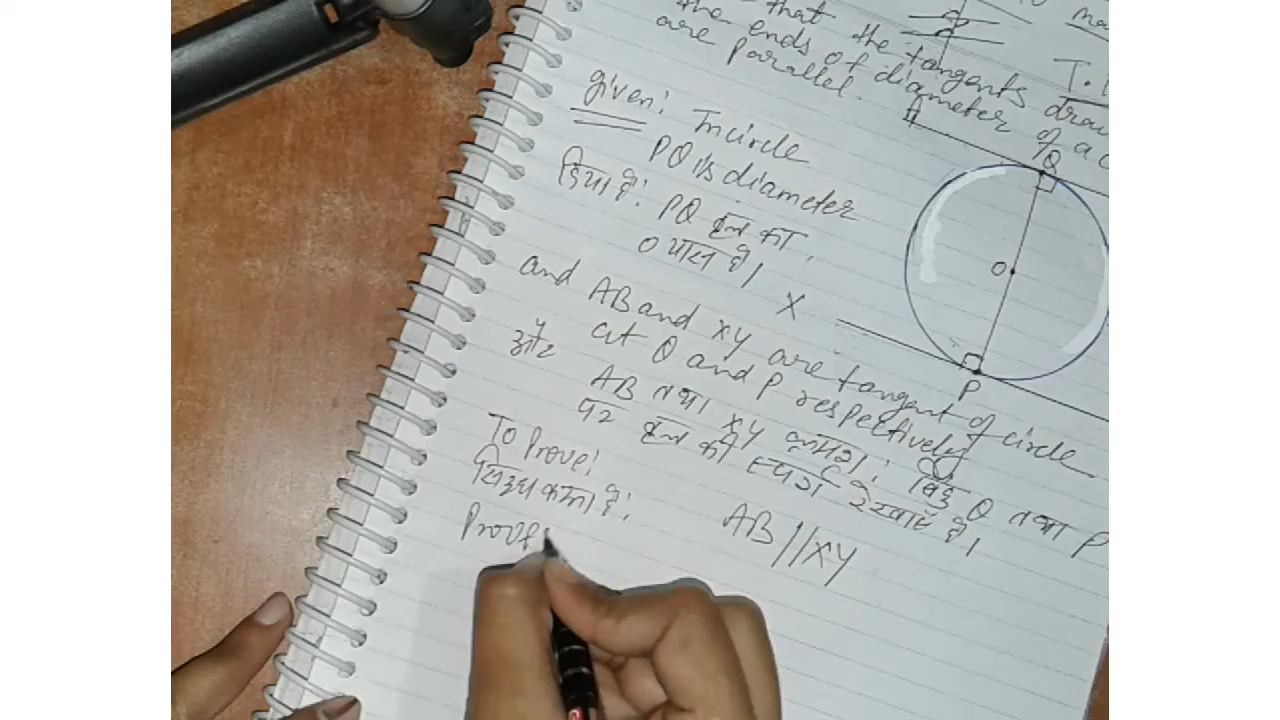 that the tangents draw
the ends of diameter of a c
are parallel.
given: In circle
PQ is diameter
दिया है: PQ वृत्त का
व्यास है।
and AB and XY are tangent of circle
at Q and P respectively
और
AB तथा XY क्रमशः बिंदु Q तथा P
पर वृत्त की स्पर्श रेखाएँ है।
To Prove:
सिद्ध करना है:
AB || XY
Proof
A
Q
O
X
P